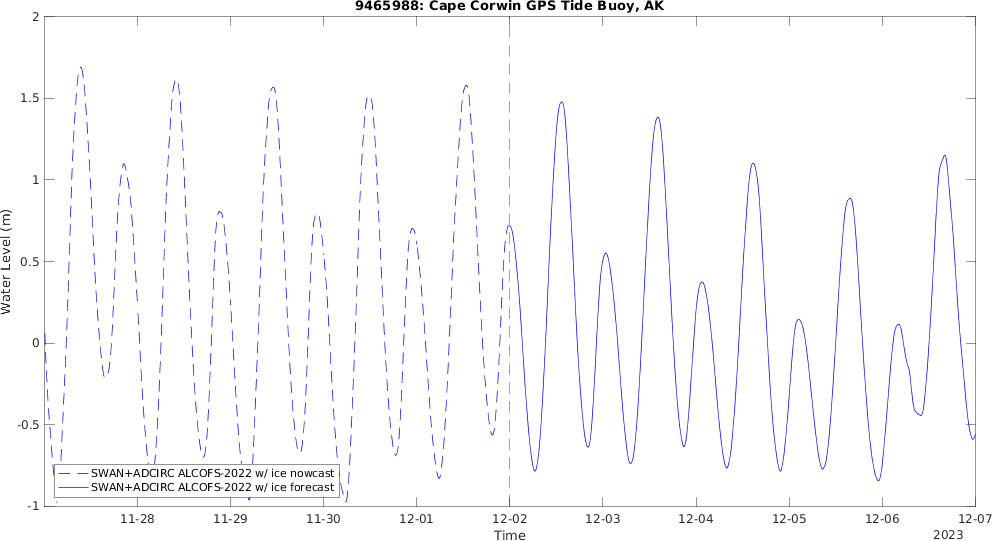 9465988: Cape Corwin GPS Tide Buoy, AK
2
1.5
1
0.5
0
-0.5
-1
Water Level (m)
SWAN+ADCIRC ALCOFS-2022 w/ ice nowcast
SWAN+ADCIRC ALCOFS-2022 w/ ice forecast
11-28 11-29 11-30 12-01 12-02 12-03 12-04 12-05 12-06 12-07
Time
2023